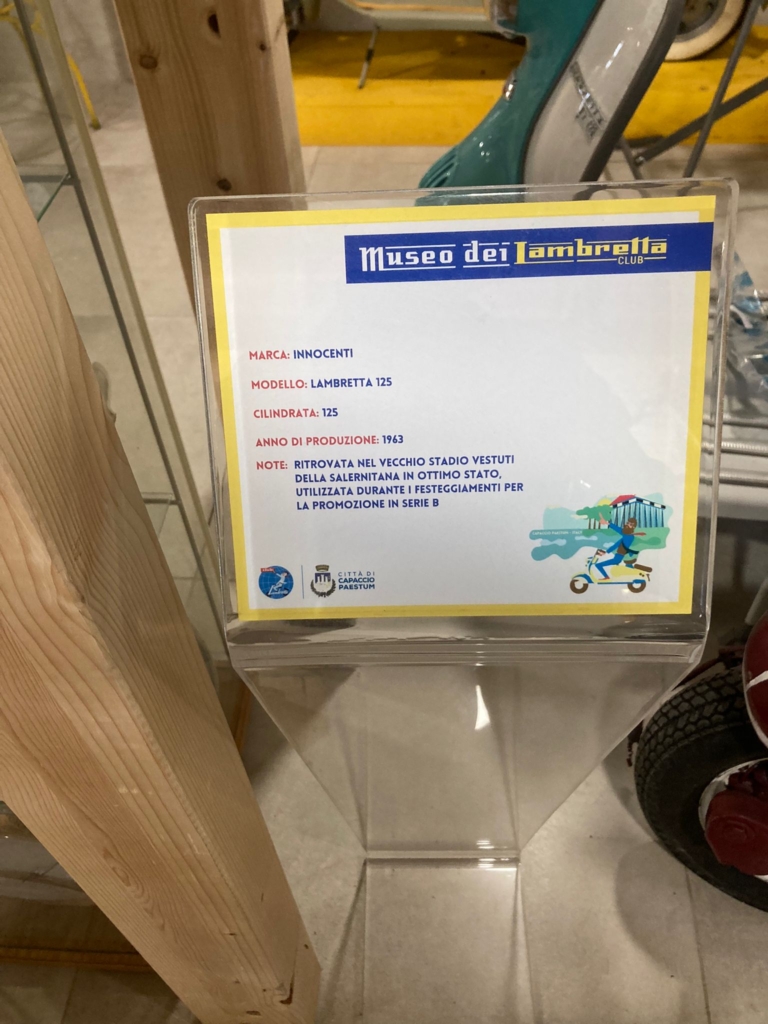 Museo dei Lambretta
CLUB
MARCA: INNOCENTI
MODELLO: LAMBRETTA 125
CILINDRATA: 125
ANNO DI PRODUZIONE: 1963
NOTE: RITROVATA NEL VECCHIO STADIO VESTUTI
DELLA SALERNITANA IN OTTIMO STATO,
UTILIZZATA DURANTE I FESTEGGIAMENTI PER
LA PROMOZIONE IN SERIE B
CITTÀ DI
CAPACCIO
PAESTUM